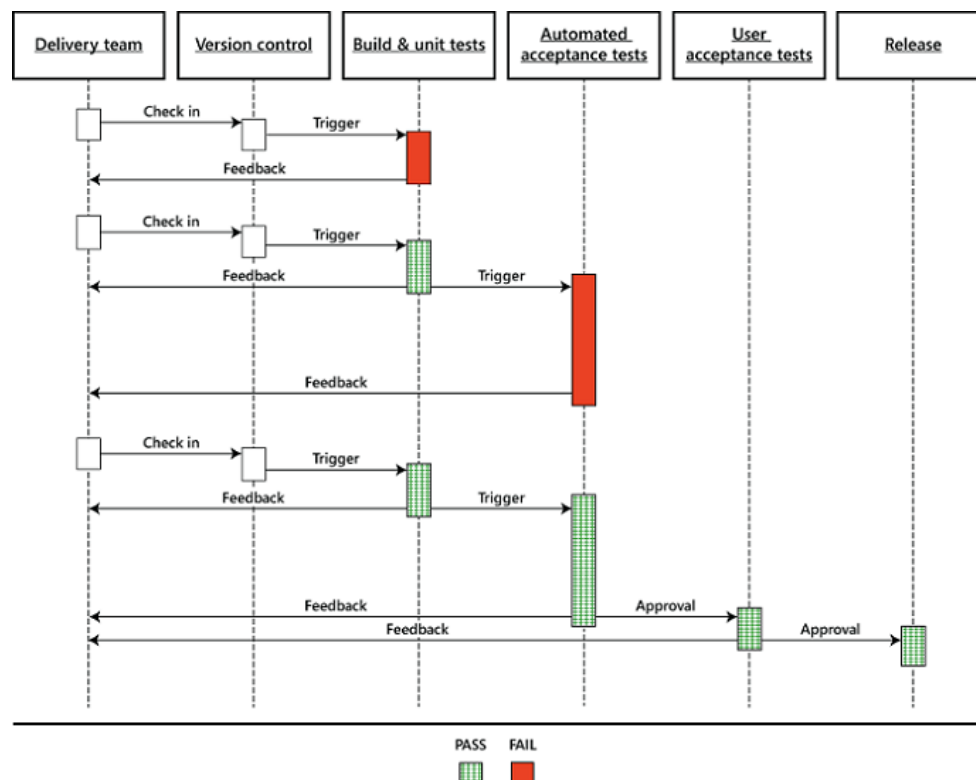 Delivery team
Version control
Build & unit tests
Automated
acceptance tests
User
acceptance tests
Release
Check in
Trigger
Feedback
Check in
Trigger
Feedback
Trigger
Feedback
Check in
Trigger
Feedback
Trigger
Feedback
Approval
Feedback
Approval
PASS
FAIL